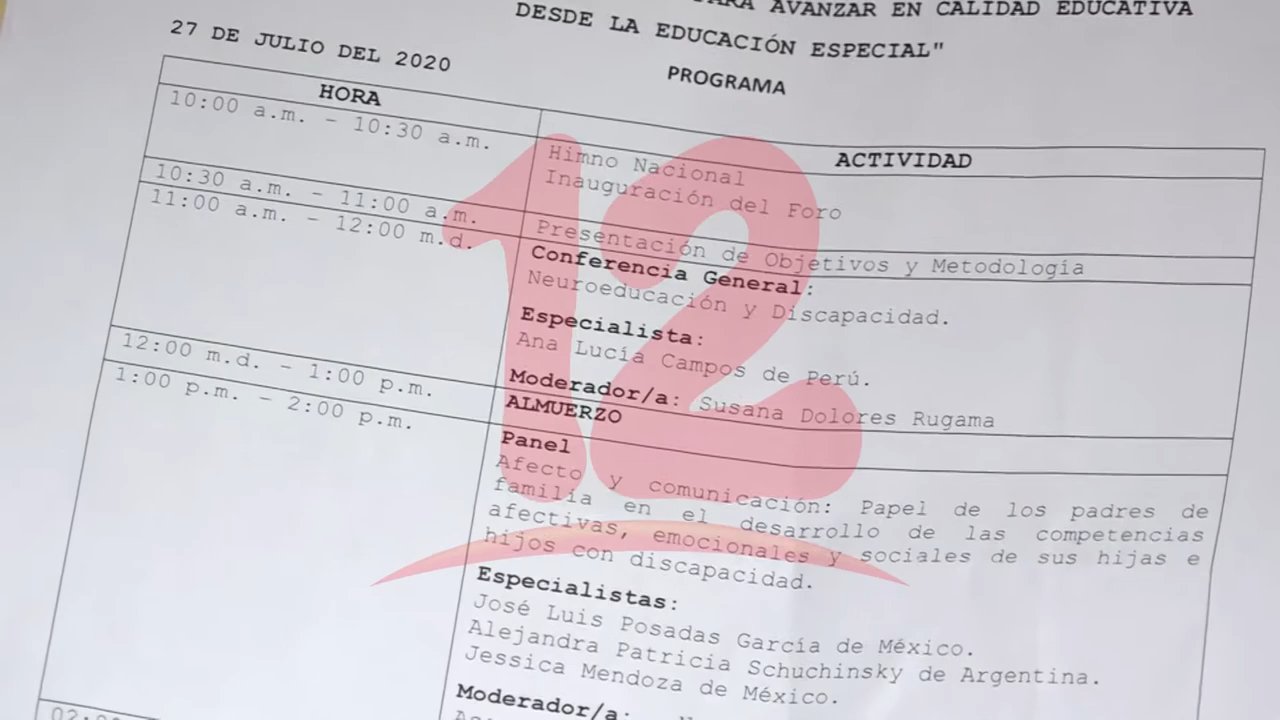 PARA AVANZAR EN CALIDAD EDUCATIVA
DESDE LA EDUCACIÓN ESPECIAL"
27 DE JULIO DEL 2020
PROGRAMA
HORA
ACTIVIDAD
10:00 a.m. – 10:30 a.m.
Himno Nacional
Inauguración del Foro
10:30 a.m. – 11:00 a.m.
Presentación de Objetivos y Metodología
11:00 a.m. – 12:00 m.d.
Conferencia General:
Neuroeducación y Discapacidad.
Especialista:
Ana Lucía Campos de Perú.
Moderador/a: Susana Dolores Rugama
12:00 m.d. – 1:00 p.m.
ALMUERZO
1:00 p.m. – 2:00 p.m.
Panel
Afecto y comunicación: Papel de los padres de
familia en el desarrollo de las competencias
afectivas, emocionales y sociales de sus hijas e
hijos con discapacidad.
Especialistas:
José Luis Posadas García de México.
Alejandra Patricia Schuchinsky de Argentina.
Jessica Mendoza de México.
Moderador/a:
12